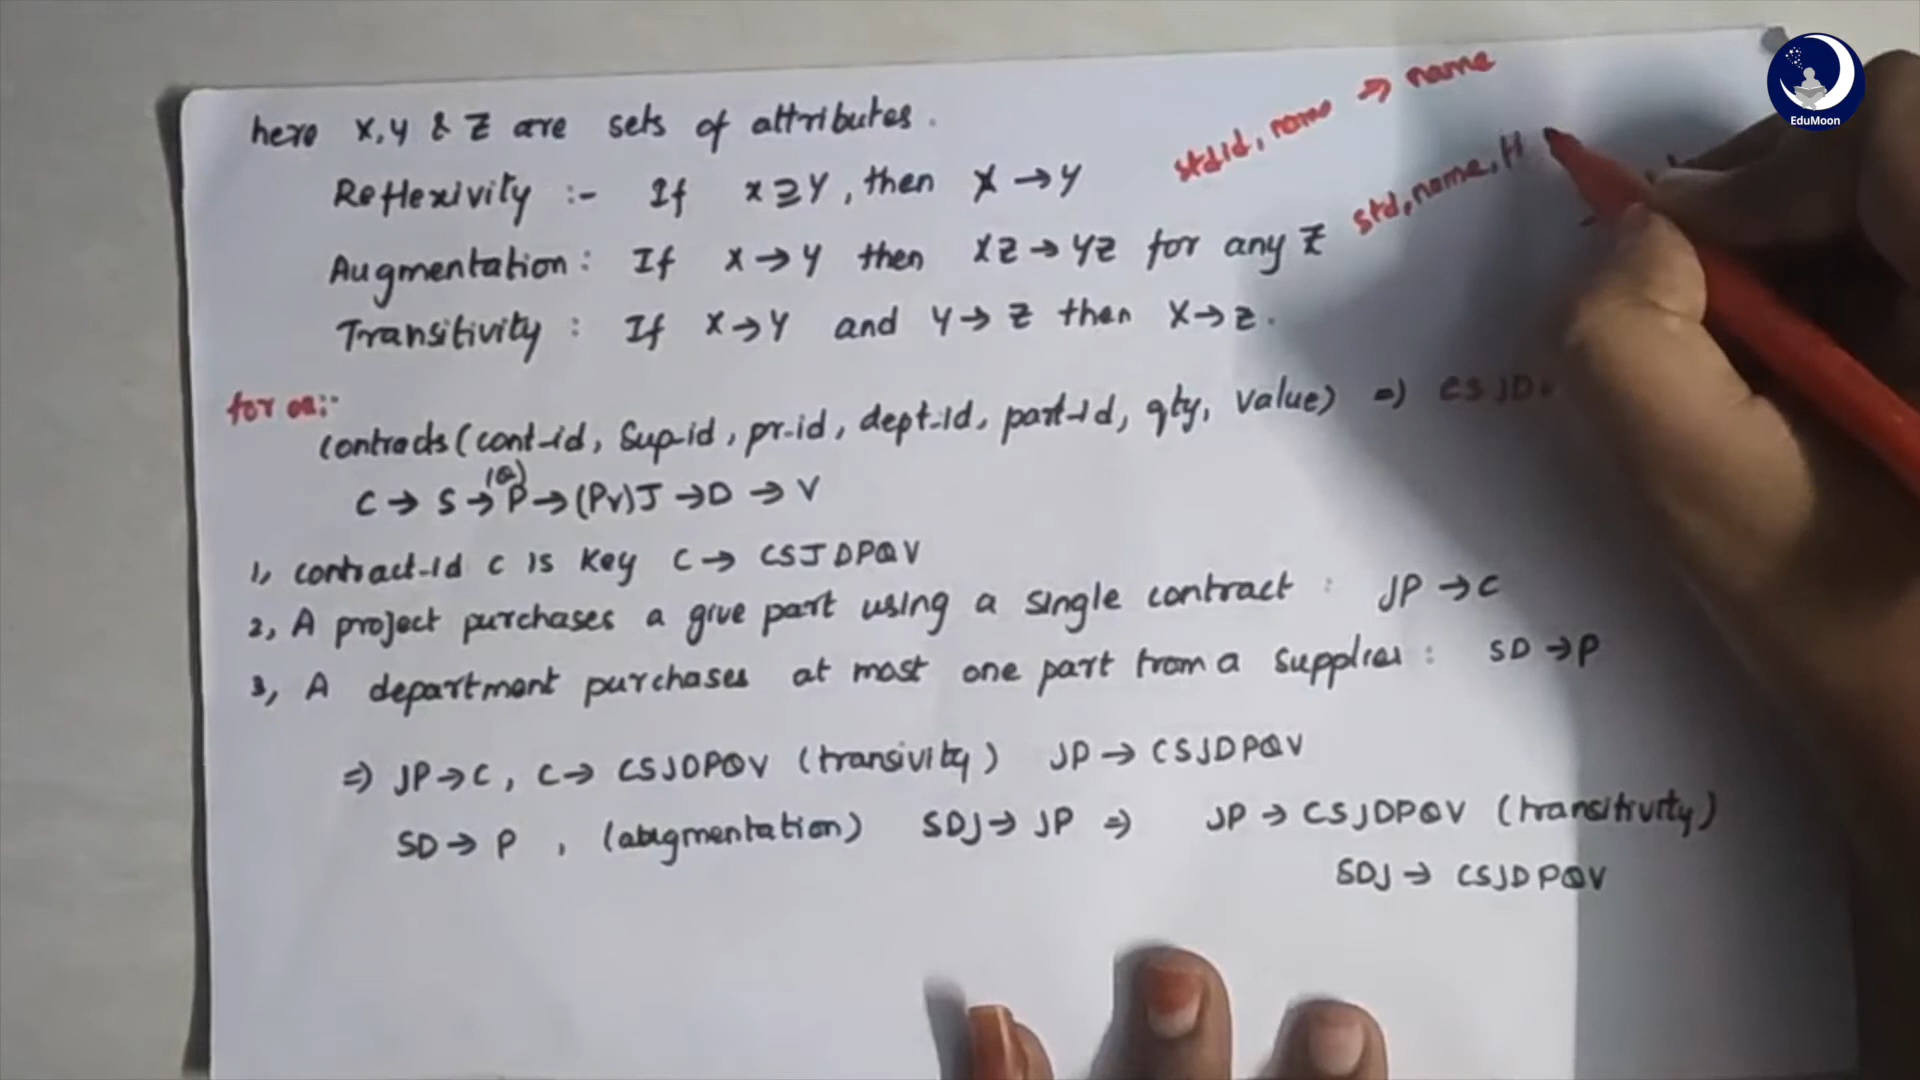 here X, Y & Z are sets of attributes.
Reflexivity :- If X ⊇ Y, then X → Y
stdid, name → name
Augmentation : If X → Y then XZ → YZ for any Z
std, name, H
Transitivity : If X → Y and Y → Z then X → Z.
for ex:-
contracts (cont-id, Sup-id, pr-id, dept-id, part-id, qty, value) => CSJD
C → S → P → (Pr)J → D → V
(Q)
1, contract-id C is key C → CSJDPQV
2, A project purchases a give part using a single contract : JP → C
3, A department purchases at most one part from a supplier : SD → P
=> JP → C, C → CSJDPQV (transivity) JP → CSJDPQV
SD → P , (augmentation) SDJ → JP => JP → CSJDPQV (transitivity)
SDJ → CSJDPQV
EduMoon